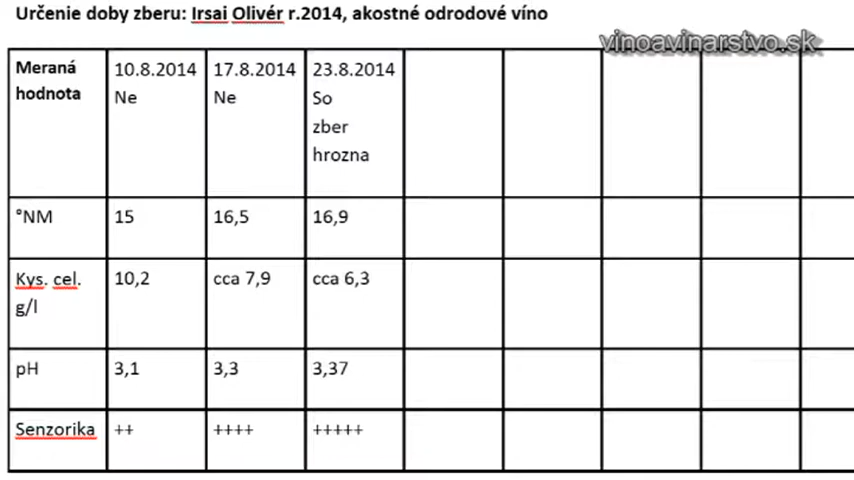 Určenie doby zberu: Irsai Olivér r.2014, akostné odrodové víno
vinoavinarstvo.sk
Meraná hodnota 10.8.2014 Ne 17.8.2014 Ne 23.8.2014 So zber hrozna
°NM 15 16,5 16,9
Kys. cel. g/l 10,2 cca 7,9 cca 6,3
pH 3,1 3,3 3,37
Senzorika ++ ++++ +++++